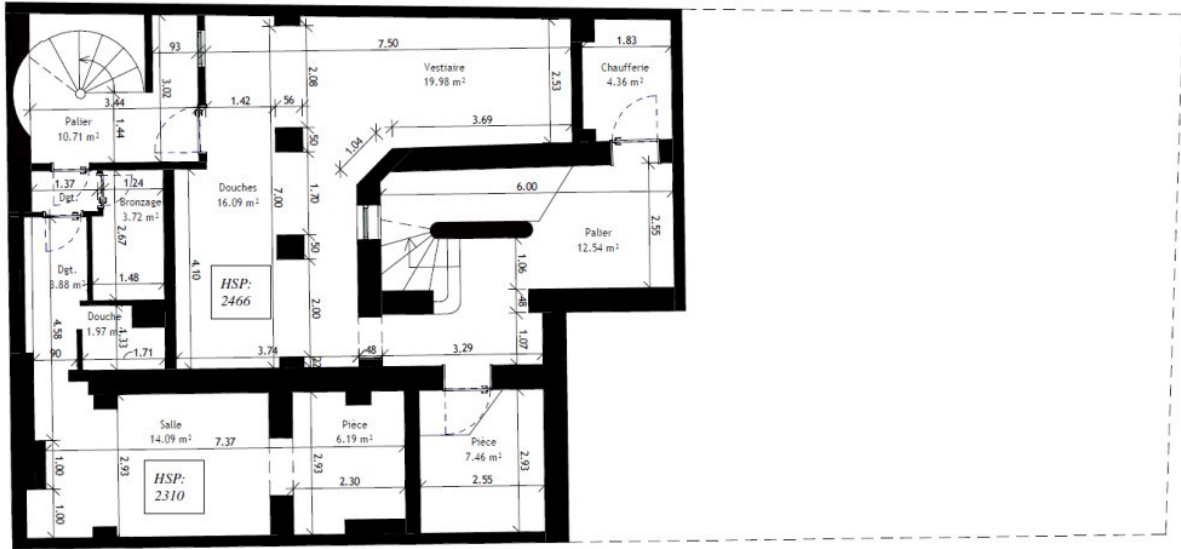 93
7.50
1.83
Vestiaire
19.98 m²
Chaufferie
4.36 m²
2.08
2.53
3.02
3.44
1.42
56
Palier
10.71 m²
1.44
3.69
50
1.04
1.37
1.24
Dgt.
Bronzage
3.72 m²
Douches
16.09 m²
7.00
1.70
6.00
2.55
Palier
12.54 m²
2.67
50
1.06
Dgt.
3.88 m²
1.48
4.10
HSP:
2466
2.00
48
Douche
1.97 m
1.33
4.58
1.07
90
1.71
3.74
22
48
3.29
Salle
14.09 m²
7.37
Pièce
6.19 m²
Pièce
7.46 m²
1.00
2.93
HSP:
2310
2.93
2.30
2.55
2.93
1.00